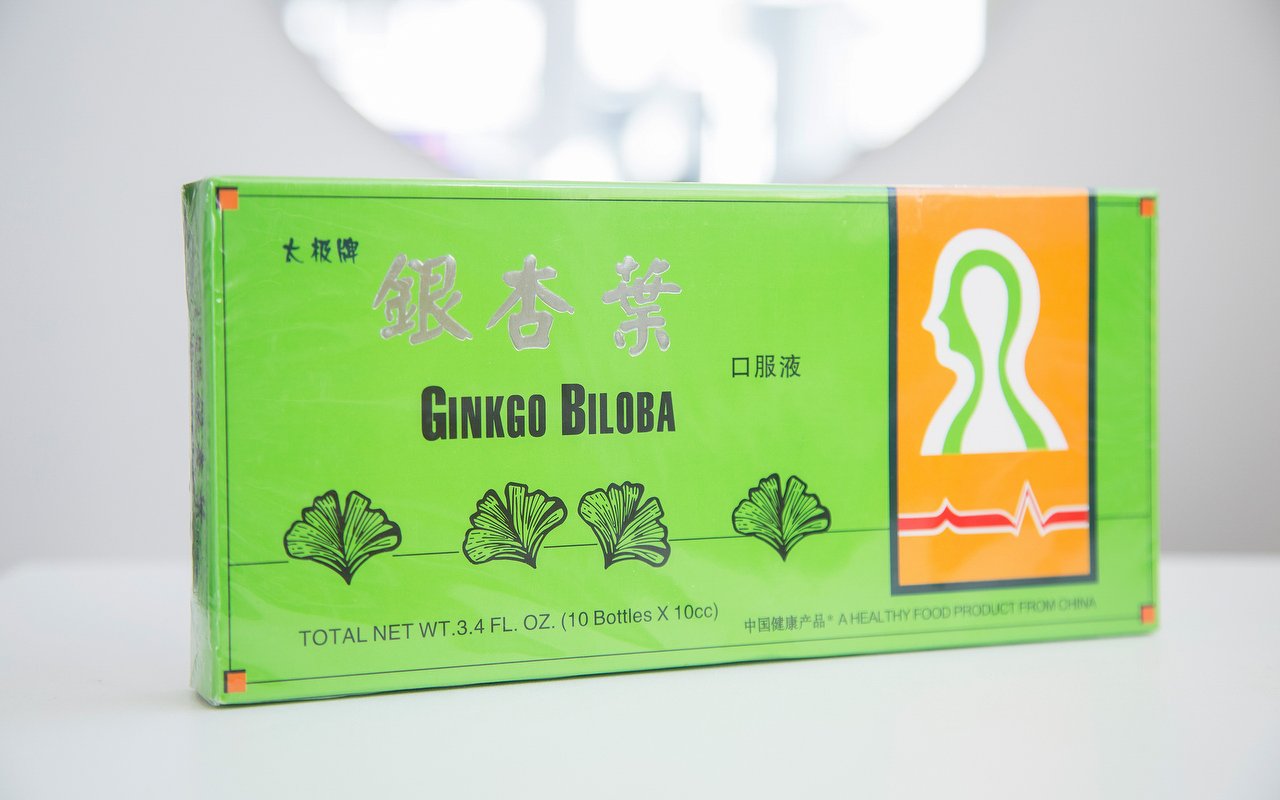 太极牌
銀杏葉
口服液
GINKGO BILOBA
TOTAL NET WT.3.4 FL. OZ. (10 Bottles X 10cc)
中国健康产品* A HEALTHY FOOD PRODUCT FROM CHINA